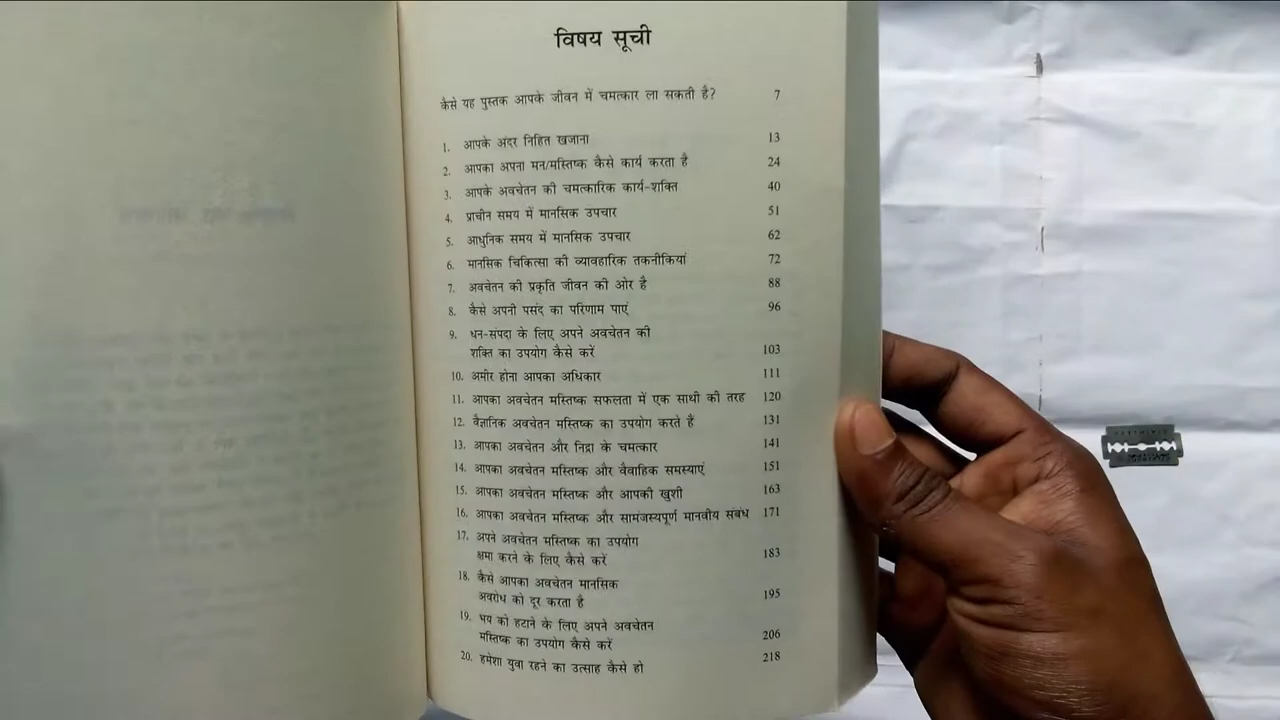 विषय सूची
कैसे यह पुस्तक आपके जीवन में चमत्कार ला सकती है? 7
1. आपके अंदर निहित खजाना 13
2. आपका अपना मन/मस्तिष्क कैसे कार्य करता है 24
3. आपके अवचेतन की चमत्कारिक कार्य-शक्ति 40
4. प्राचीन समय में मानसिक उपचार 51
5. आधुनिक समय में मानसिक उपचार 62
6. मानसिक चिकित्सा की व्यावहारिक तकनीकियां 72
7. अवचेतन की प्रकृति जीवन की ओर है 88
8. कैसे अपनी पसंद का परिणाम पाएं 96
9. धन-संपदा के लिए अपने अवचेतन की
शक्ति का उपयोग कैसे करें 103
10. अमीर होना आपका अधिकार 111
11. आपका अवचेतन मस्तिष्क सफलता में एक साथी की तरह 120
12. वैज्ञानिक अवचेतन मस्तिष्क का उपयोग करते हैं 131
13. आपका अवचेतन और निद्रा के चमत्कार 141
14. आपका अवचेतन मस्तिष्क और वैवाहिक समस्याएं 151
15. आपका अवचेतन मस्तिष्क और आपकी खुशी 163
16. आपका अवचेतन मस्तिष्क और सामंजस्यपूर्ण मानवीय संबंध 171
17. अपने अवचेतन मस्तिष्क का उपयोग
क्षमा करने के लिए कैसे करें 183
18. कैसे आपका अवचेतन मानसिक
अवरोध को दूर करता है 195
19. भय को हटाने के लिए अपने अवचेतन
मस्तिष्क का उपयोग कैसे करें 206
20. हमेशा युवा रहने का उत्साह कैसे हो 218